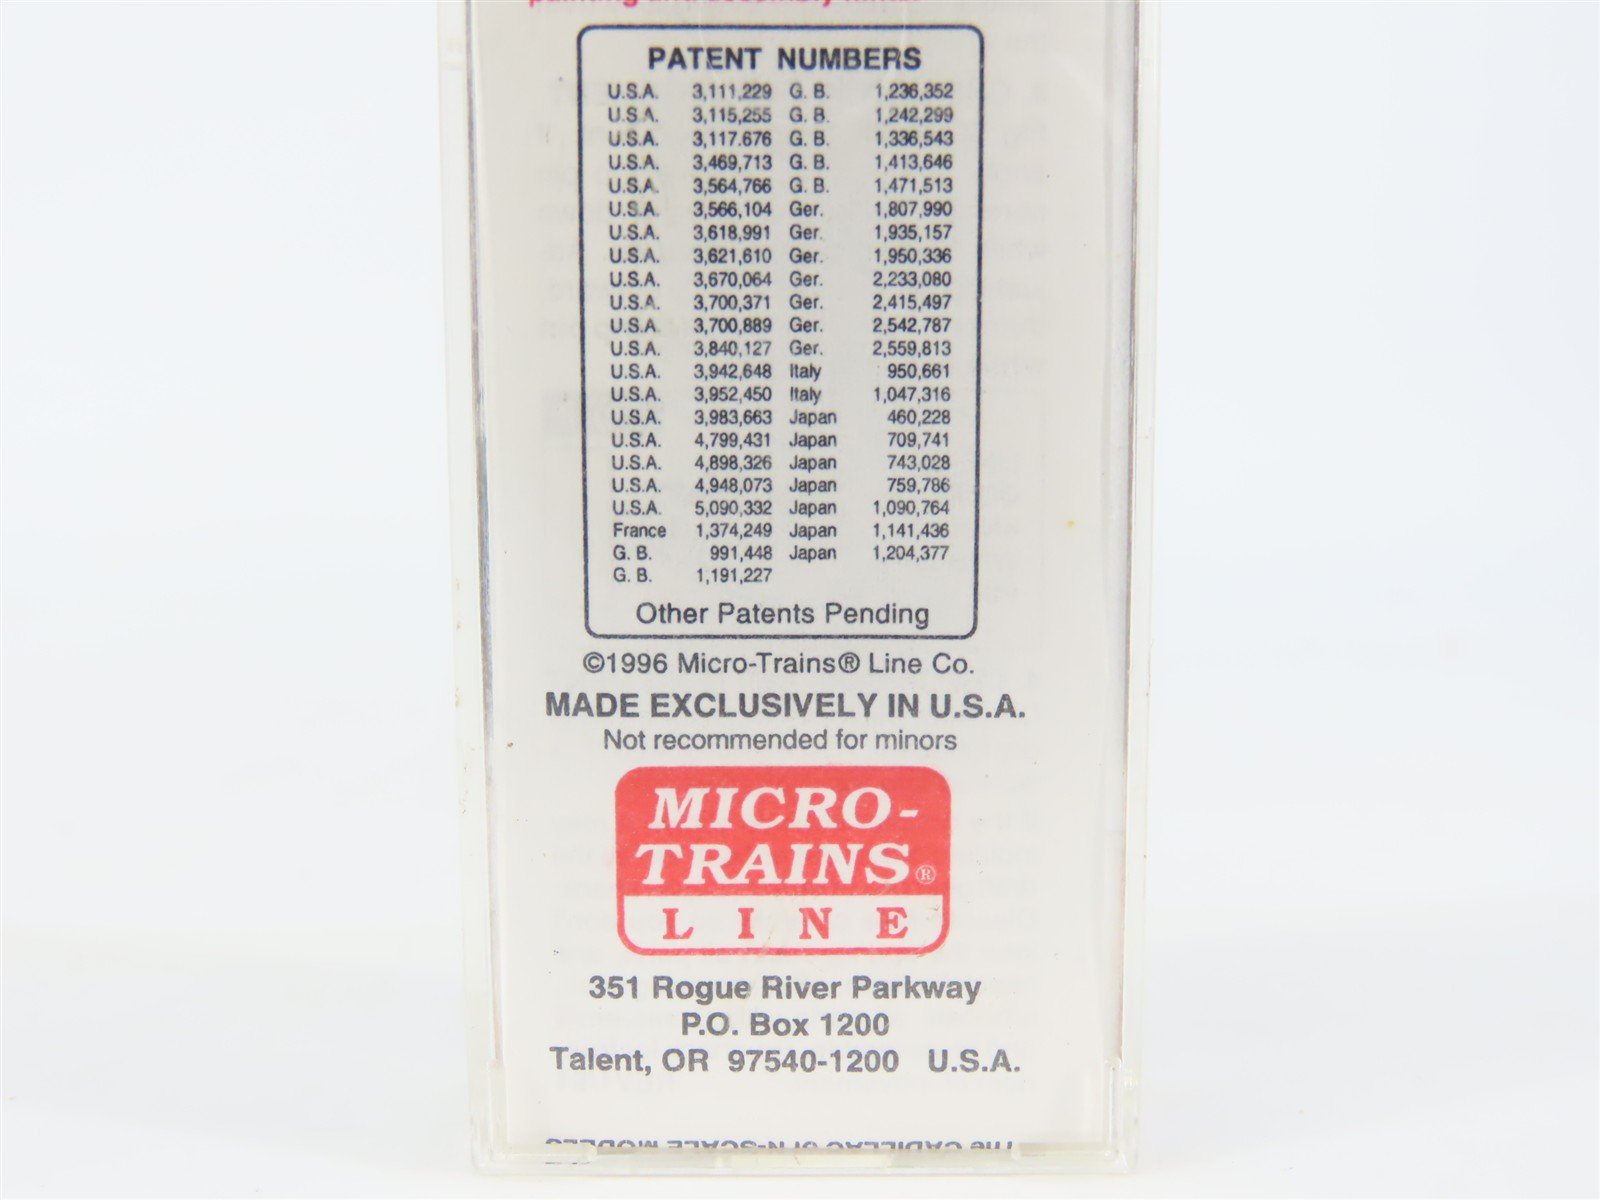 painting and assembly
PATENT NUMBERS
U.S.A. 3,111,229 G. B. 1,236,352
U.S.A. 3,115,255 G. B. 1,242,299
U.S.A. 3,117.676 G. B. 1,336,543
U.S.A. 3,469,713 G. B. 1,413,646
U.S.A. 3,564,766 G. B. 1,471,513
U.S.A. 3,566,104 Ger. 1,807,990
U.S.A. 3,618,991 Ger. 1,935,157
U.S.A. 3,621,610 Ger. 1,950,336
U.S.A. 3,670,064 Ger. 2,233,080
U.S.A. 3,700,371 Ger. 2,415,497
U.S.A. 3,700,889 Ger. 2,542,787
U.S.A. 3,840,127 Ger. 2,559,813
U.S.A. 3,942,648 Italy 950,661
U.S.A. 3,952,450 Italy 1,047,316
U.S.A. 3,983,663 Japan 460,228
U.S.A. 4,799,431 Japan 709,741
U.S.A. 4,898,326 Japan 743,028
U.S.A. 4,948,073 Japan 759,786
U.S.A. 5,090,332 Japan 1,090,764
France 1,374,249 Japan 1,141,436
G. B. 991,448 Japan 1,204,377
G. B. 1,191,227
Other Patents Pending
©1996 Micro-Trains® Line Co.
MADE EXCLUSIVELY IN U.S.A.
Not recommended for minors
MICRO-
TRAINS®
LINE
351 Rogue River Parkway
P.O. Box 1200
Talent, OR 97540-1200 U.S.A.
The CADILLAC of N-SCALE MODELS